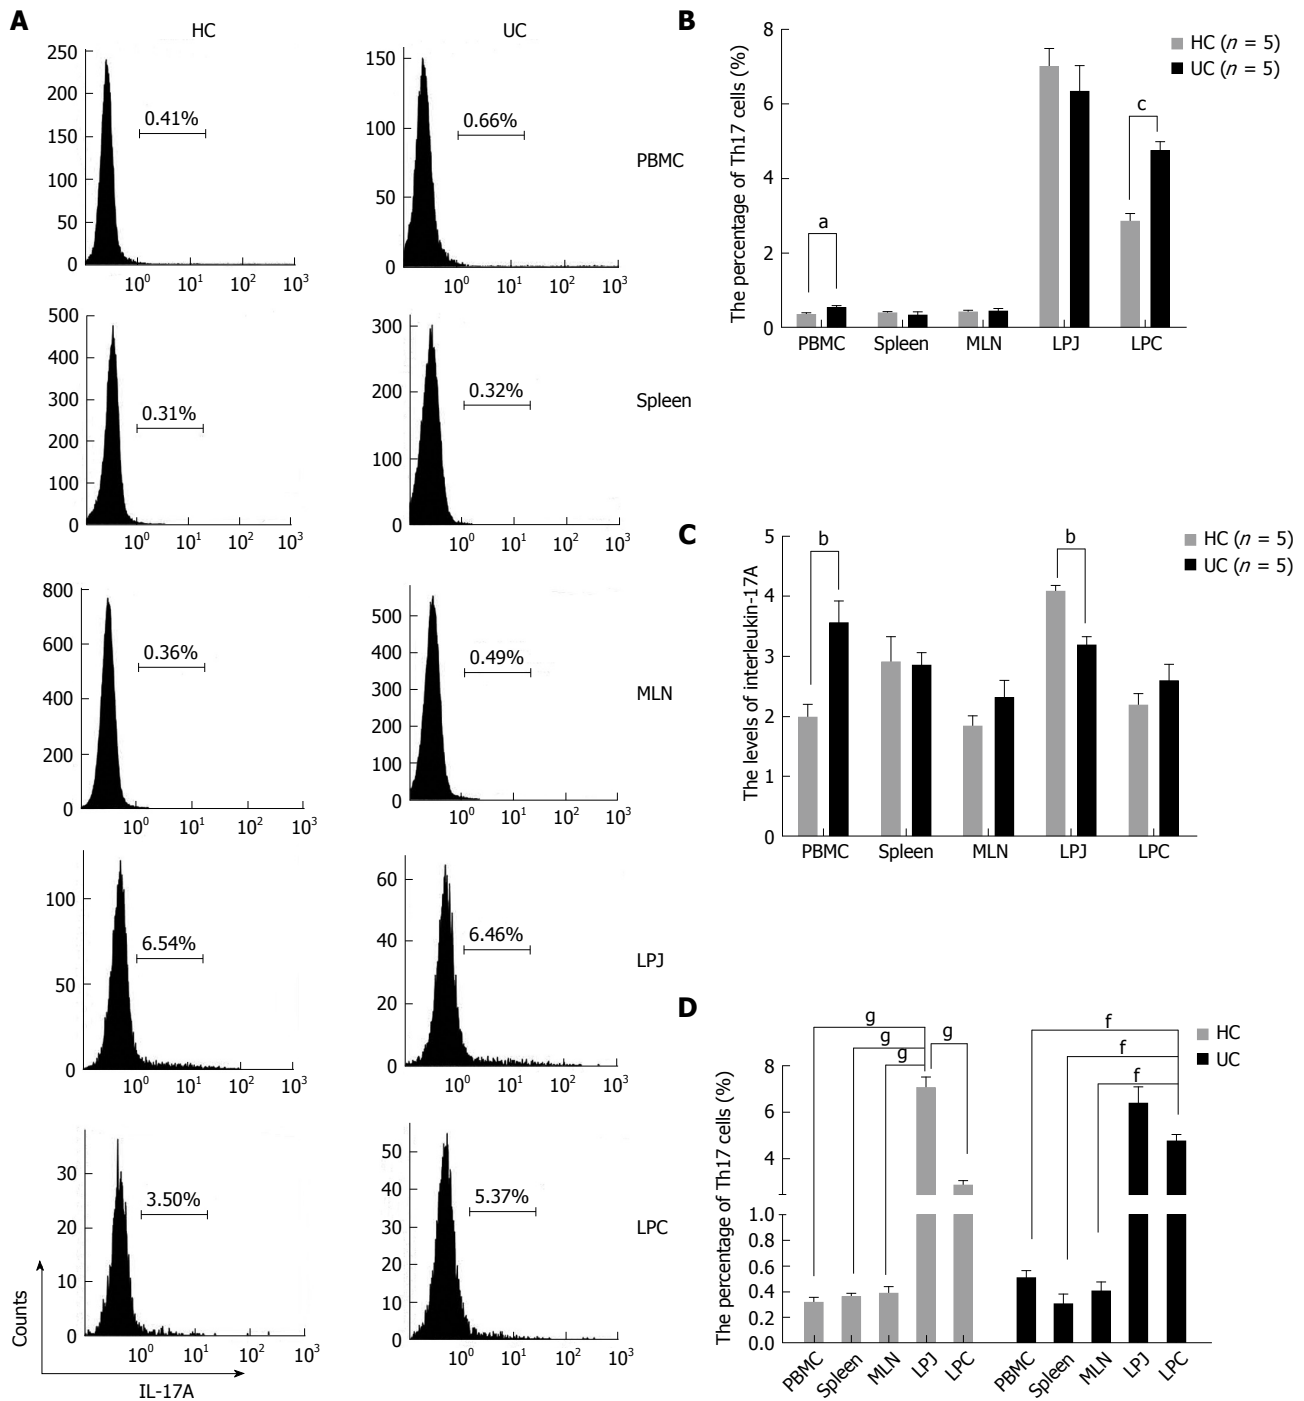 A
HC
UC
250
200
150
100
50
0
0.41%
10⁰ 10¹ 10² 10³
150
100
50
0
0.66%
10⁰ 10¹ 10² 10³
PBMC
500
400
300
200
100
0
0.31%
10⁰ 10¹ 10² 10³
300
200
100
0
0.32%
10⁰ 10¹ 10² 10³
Spleen
800
600
400
200
0
0.36%
10⁰ 10¹ 10² 10³
500
400
300
200
100
0
0.49%
10⁰ 10¹ 10² 10³
MLN
100
50
0
6.54%
10⁰ 10¹ 10² 10³
60
40
20
0
6.46%
10⁰ 10¹ 10² 10³
LPJ
30
20
10
0
3.50%
10⁰ 10¹ 10² 10³
50
40
30
20
10
0
5.37%
10⁰ 10¹ 10² 10³
LPC
Counts
IL-17A
B
The percentage of Th17 cells (%)
8
6
4
2
0
a
c
HC (n = 5)
UC (n = 5)
PBMC Spleen MLN LPJ LPC
C
The levels of interleukin-17A
5
4
3
2
1
0
b
b
HC (n = 5)
UC (n = 5)
PBMC Spleen MLN LPJ LPC
D
The percentage of Th17 cells (%)
8
6
4
1.0
0.8
0.6
0.4
0.2
0.0
g
g
g
g
f
f
f
HC
UC
PBMC Spleen MLN LPJ LPC PBMC Spleen MLN LPJ LPC